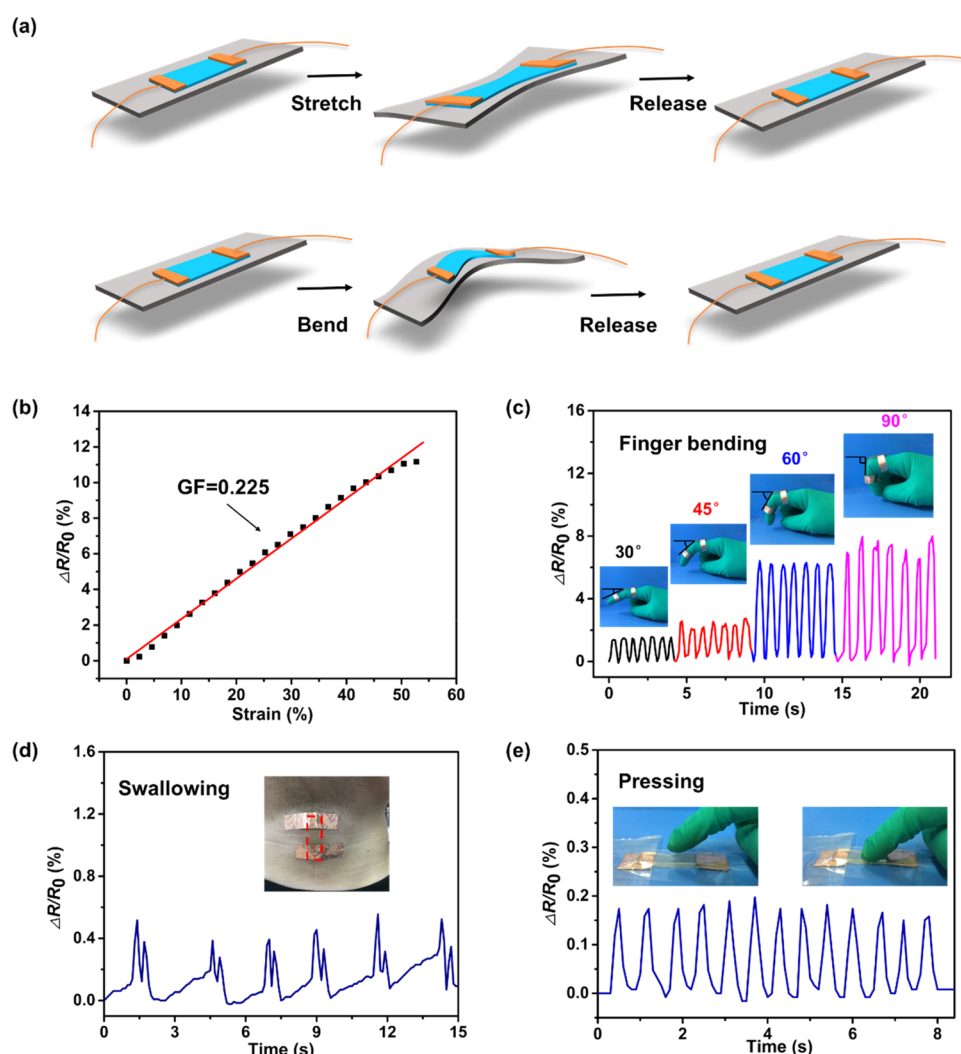 (a)
Stretch
Release
Bend
Release
(b)
ΔR/R0 (%)
14
12
10
8
6
4
2
0
GF=0.225
0 10 20 30 40 50 60
Strain (%)
(c)
ΔR/R0 (%)
16
12
8
4
0
Finger bending
30°
45°
60°
90°
0 5 10 15 20
Time (s)
(d)
ΔR/R0 (%)
1.6
1.2
0.8
0.4
0.0
Swallowing
0 3 6 9 12 15
Time (s)
(e)
ΔR/R0 (%)
0.5
0.4
0.3
0.2
0.1
0.0
Pressing
0 2 4 6 8
Time (s)